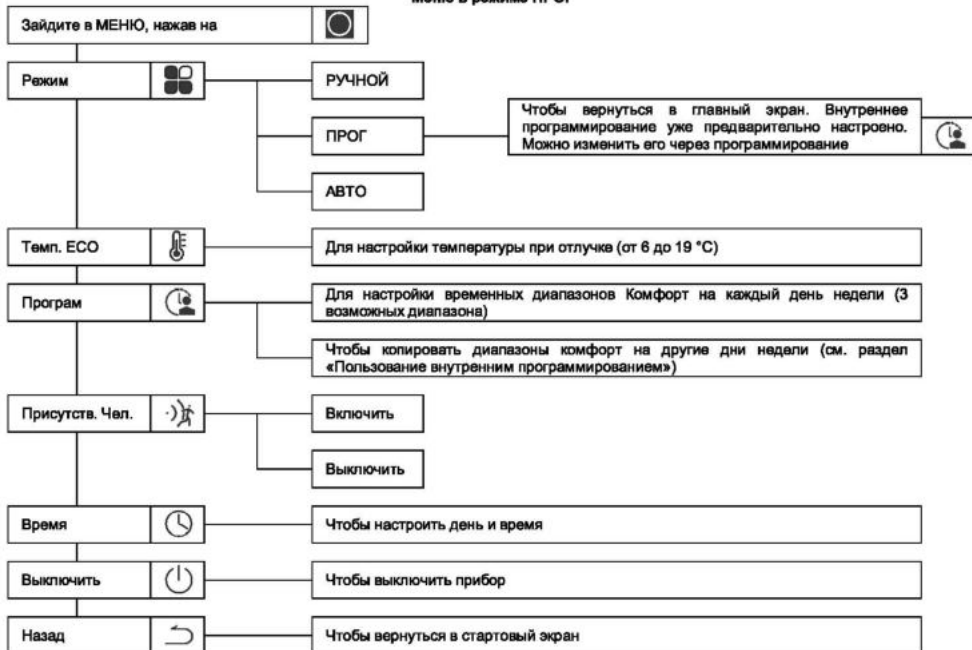 Меню в режиме ПРОГ
Зайдите в МЕНЮ, нажав на
Режим
РУЧНОЙ
ПРОГ
Чтобы вернуться в главный экран. Внутреннее
программирование уже предварительно настроено.
Можно изменить его через программирование
АВТО
Темп. ECO
Для настройки температуры при отлучке (от 6 до 19 °C)
Програм
Для настройки временных диапазонов Комфорт на каждый день недели (3
возможных диапазона)
Чтобы копировать диапазоны комфорт на другие дни недели (см. раздел
«Пользование внутренним программированием»)
Присутств. Чел.
Включить
Выключить
Время
Чтобы настроить день и время
Выключить
Чтобы выключить прибор
Назад
Чтобы вернуться в стартовый экран